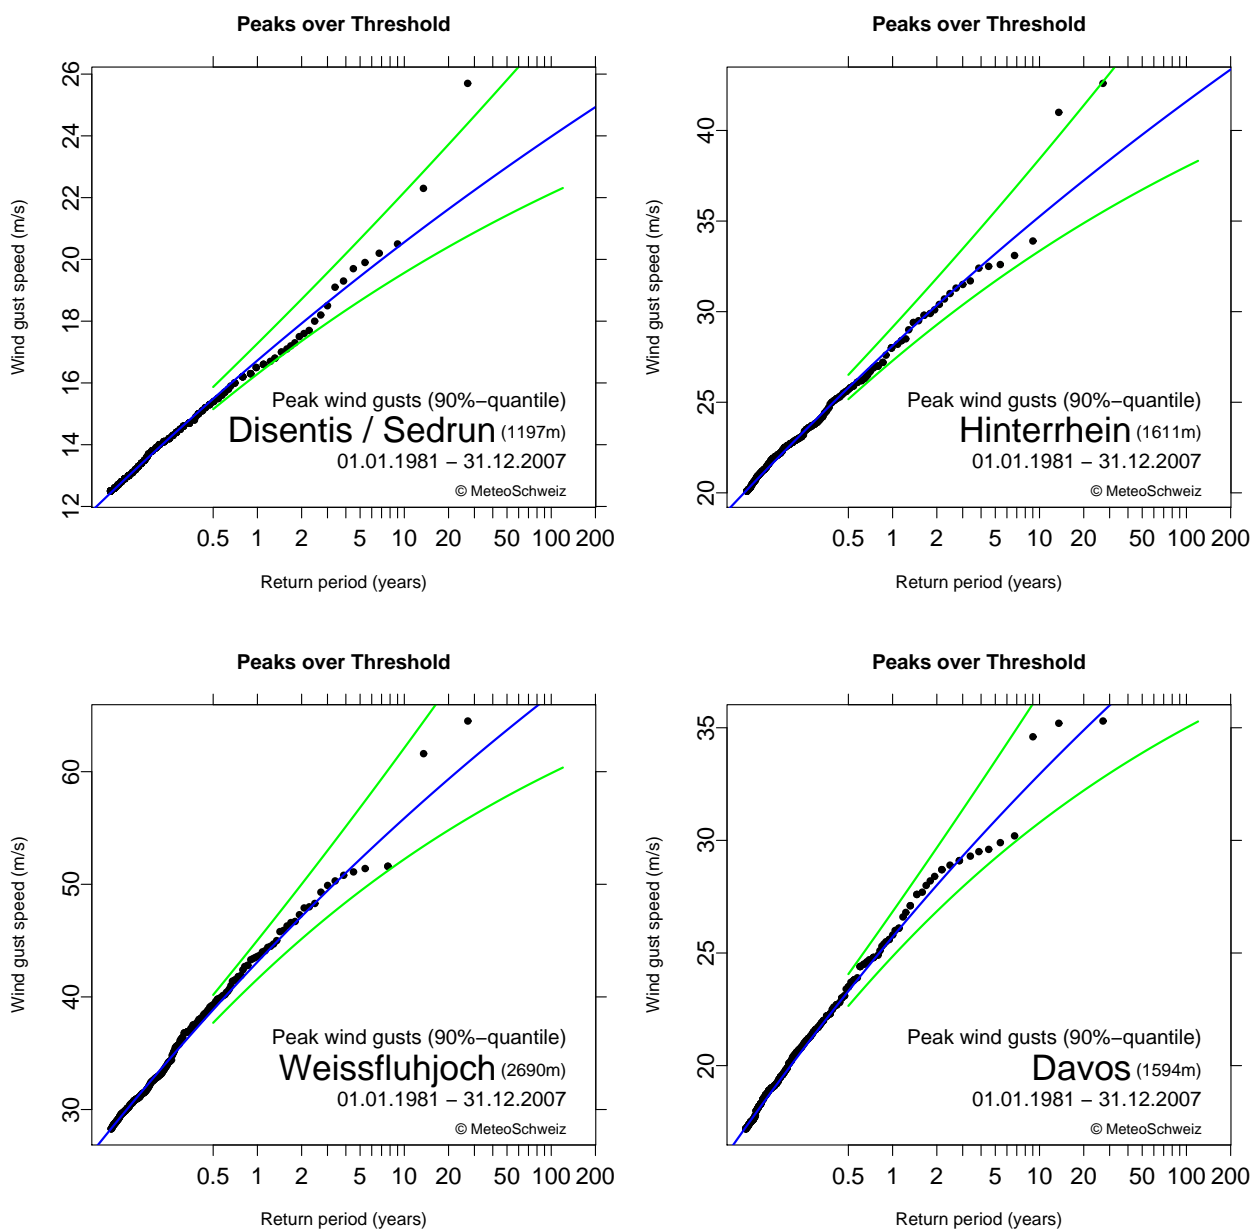 Peaks over Threshold
26
24
22
20
18
16
14
12
Wind gust speed (m/s)
Peak wind gusts (90%−quantile)
Disentis / Sedrun (1197m)
01.01.1981 − 31.12.2007
© MeteoSchweiz
0.5 1 2 5 10 20 50 100 200
Return period (years)
Peaks over Threshold
40
35
30
25
20
Wind gust speed (m/s)
Peak wind gusts (90%−quantile)
Hinterrhein (1611m)
01.01.1981 − 31.12.2007
© MeteoSchweiz
0.5 1 2 5 10 20 50 100 200
Return period (years)
Peaks over Threshold
60
50
40
30
Wind gust speed (m/s)
Peak wind gusts (90%−quantile)
Weissfluhjoch (2690m)
01.01.1981 − 31.12.2007
© MeteoSchweiz
0.5 1 2 5 10 20 50 100 200
Return period (years)
Peaks over Threshold
35
30
25
20
Wind gust speed (m/s)
Peak wind gusts (90%−quantile)
Davos (1594m)
01.01.1981 − 31.12.2007
© MeteoSchweiz
0.5 1 2 5 10 20 50 100 200
Return period (years)